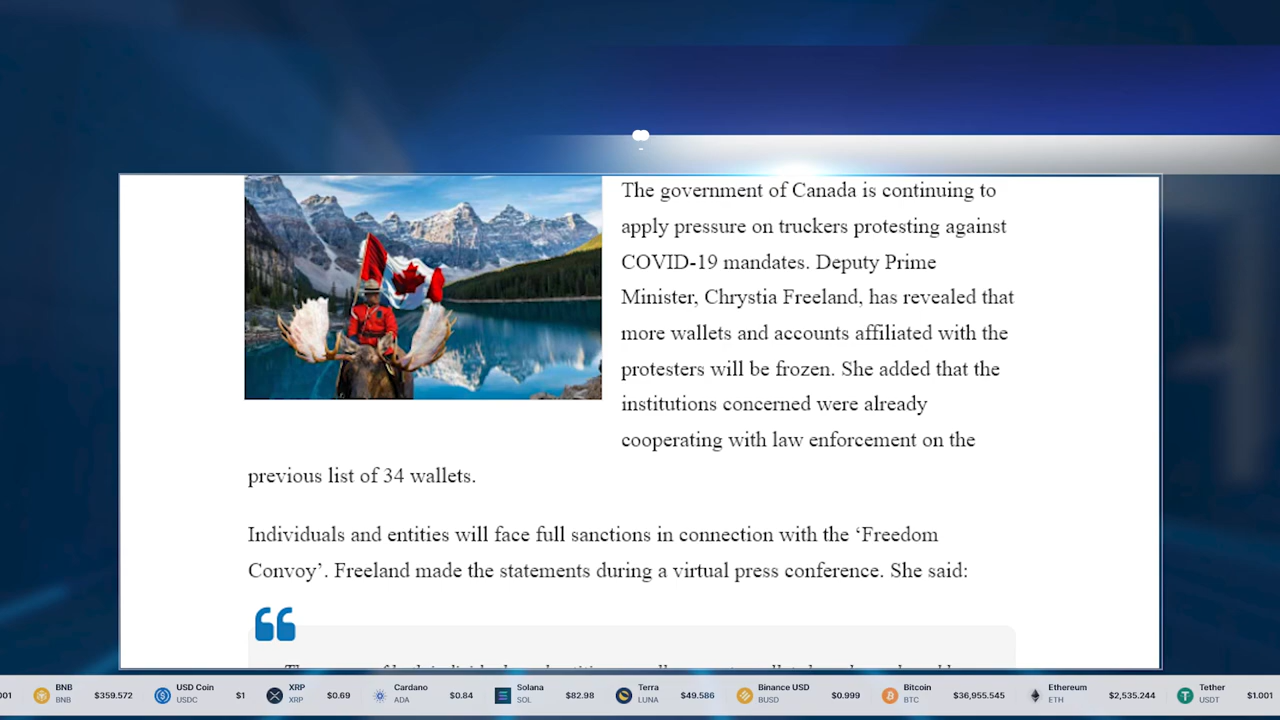 The government of Canada is continuing to
apply pressure on truckers protesting against
COVID-19 mandates. Deputy Prime
Minister, Chrystia Freeland, has revealed that
more wallets and accounts affiliated with the
protesters will be frozen. She added that the
institutions concerned were already
cooperating with law enforcement on the
previous list of 34 wallets.
Individuals and entities will face full sanctions in connection with the ‘Freedom
Convoy’. Freeland made the statements during a virtual press conference. She said:
001 BNB BNB $359.572 USD Coin USDC $1 XRP XRP $0.69 Cardano ADA $0.84 Solana SOL $82.98 Terra LUNA $49.586 Binance USD BUSD $0.999 Bitcoin BTC $36,955.545 Ethereum ETH $2,535.244 Tether USDT $1.001